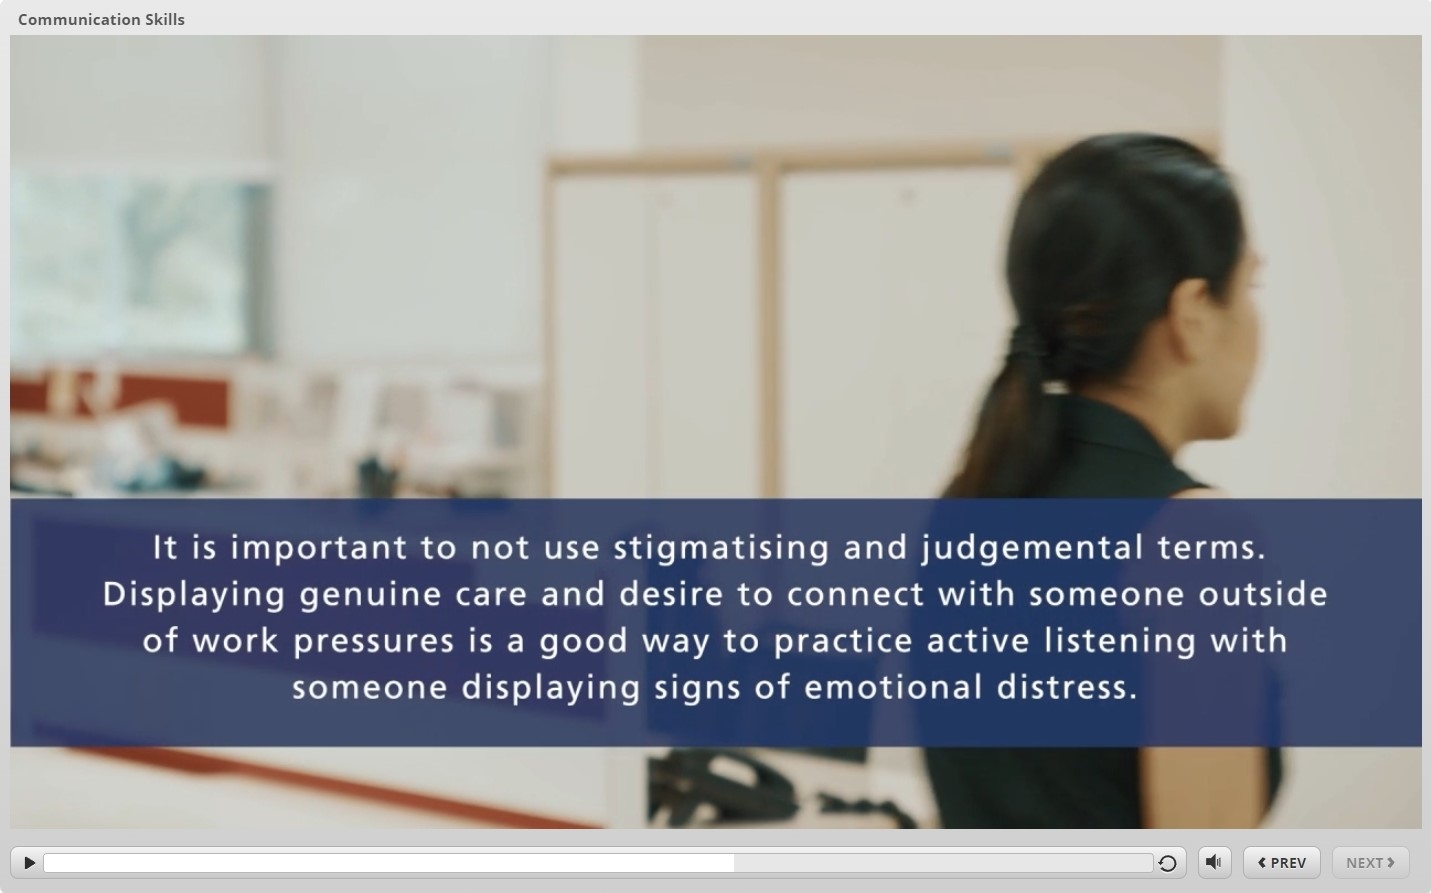 Communication Skills
It is important to not use stigmatising and judgemental terms.
Displaying genuine care and desire to connect with someone outside
of work pressures is a good way to practice active listening with
someone displaying signs of emotional distress.
PREV
NEXT